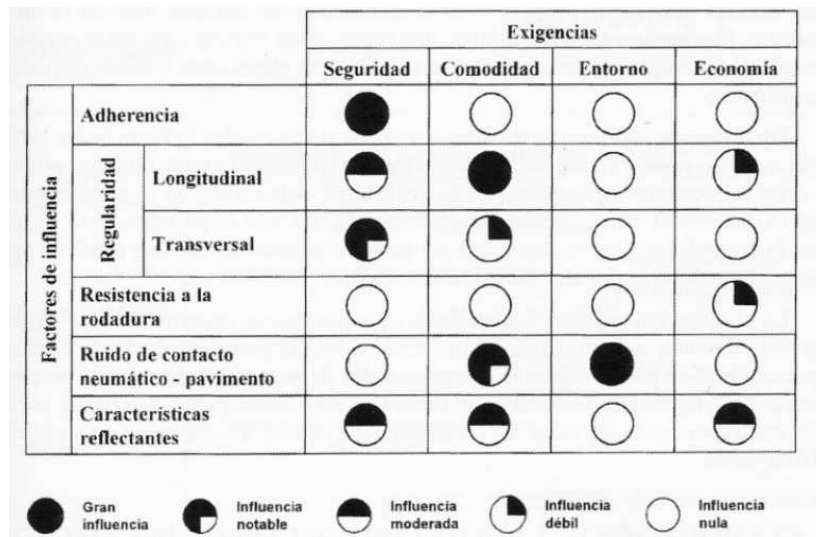 Exigencias
Seguridad Comodidad Entorno Economía
Factores de influencia
Adherencia
Regularidad
Longitudinal
Transversal
Resistencia a la
rodadura
Ruido de contacto
neumático - pavimento
Características
reflectantes
Gran
influencia
Influencia
notable
Influencia
moderada
Influencia
débil
Influencia
nula